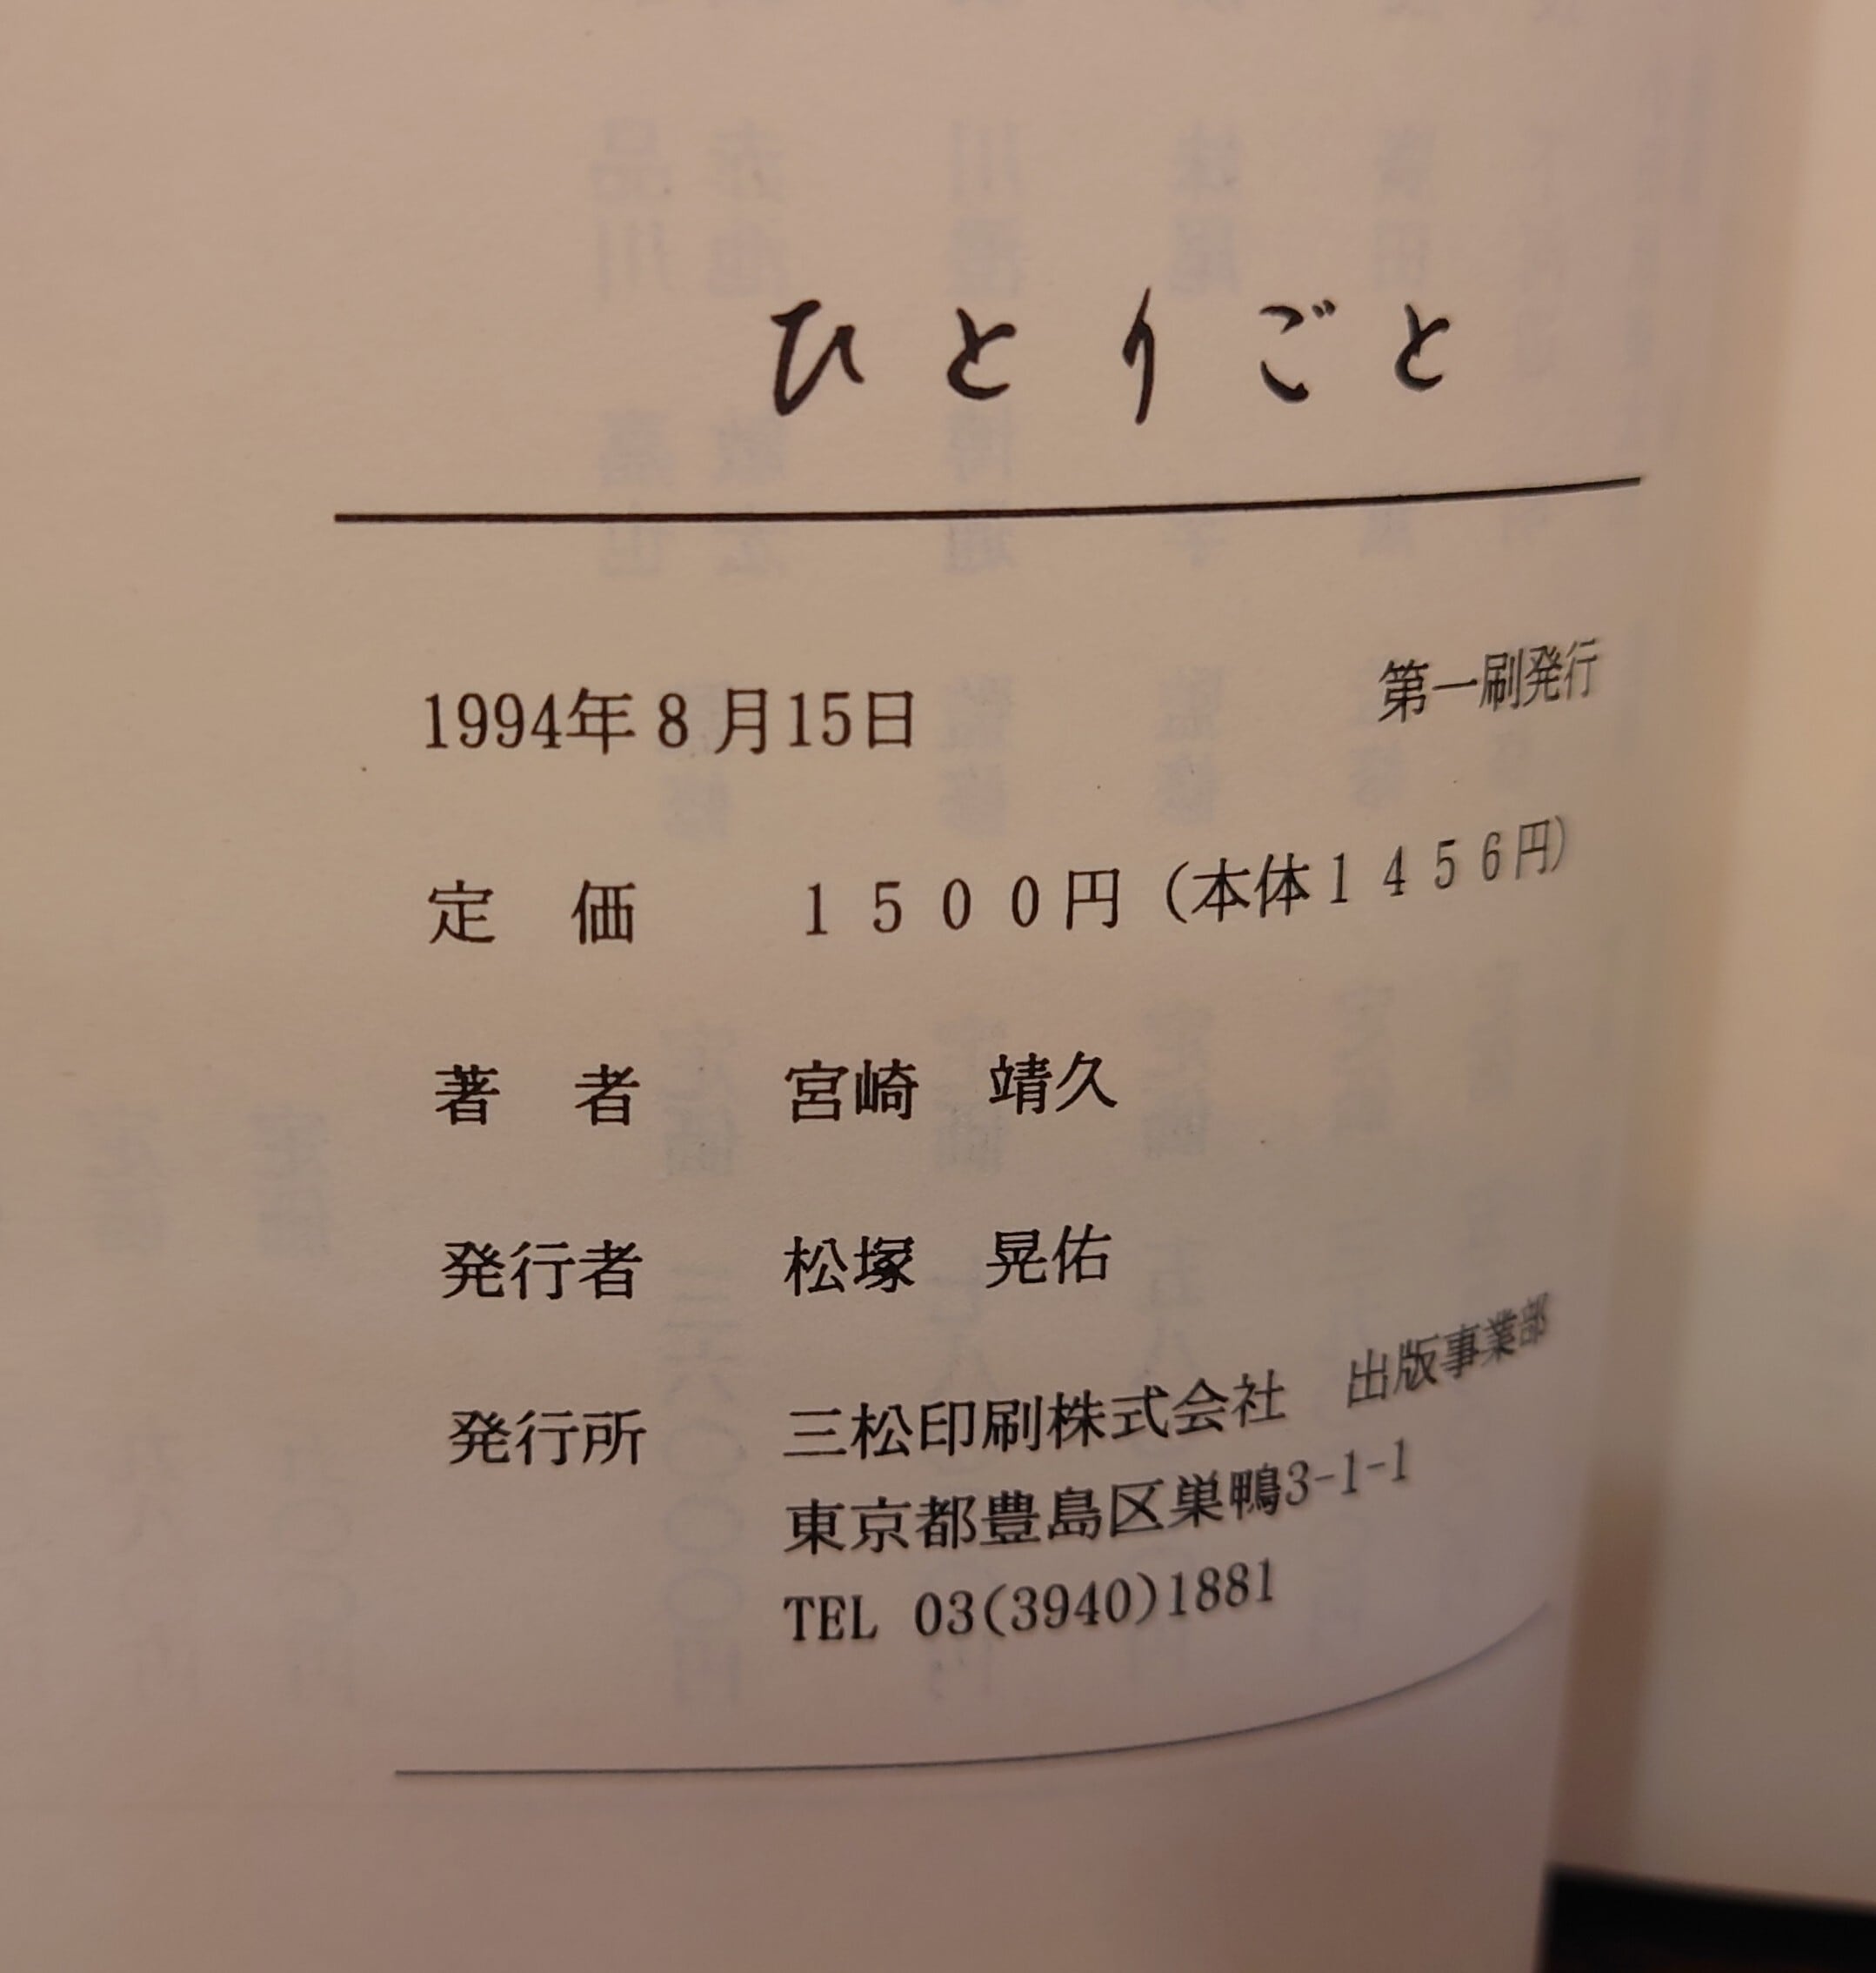 ひとりごと
1994年8月15日　第一刷発行
定　価　1500円（本体1456円）
著　者　宮崎　靖久
発行者　松塚　晃佑
発行所　三松印刷株式会社　出版事業部
東京都豊島区巣鴨3-1-1
TEL 03(3940)1881